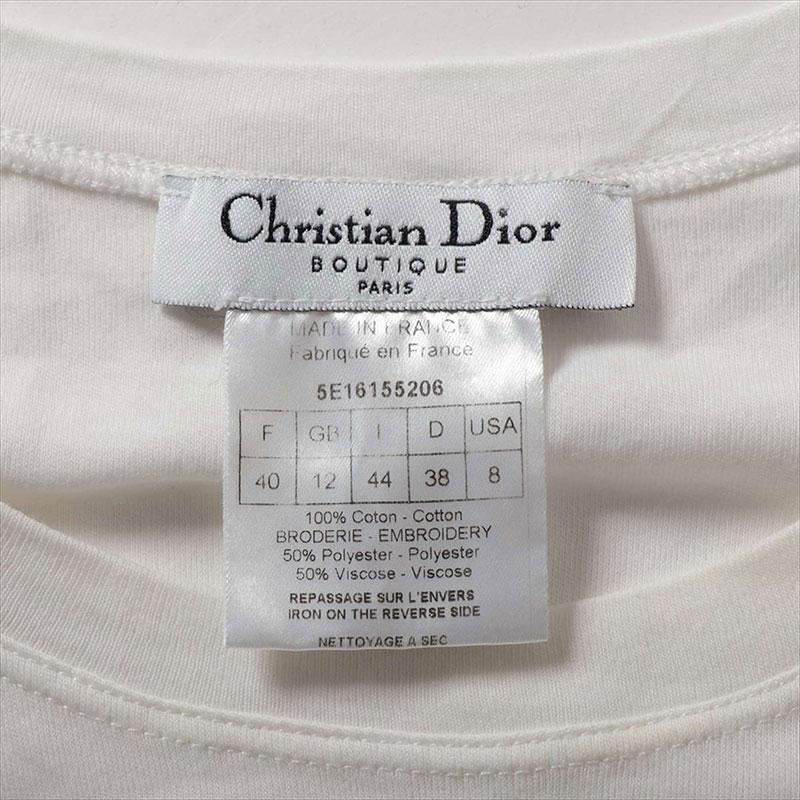 Christian Dior
BOUTIQUE
PARIS
MADE IN FRANCE
Fabriqué en France
5E16155206
F GB I D USA
40 12 44 38 8
100% Coton - Cotton
BRODERIE - EMBROIDERY
50% Polyester - Polyester
50% Viscose - Viscose
REPASSAGE SUR L'ENVERS
IRON ON THE REVERSE SIDE
NETTOYAGE A SEC